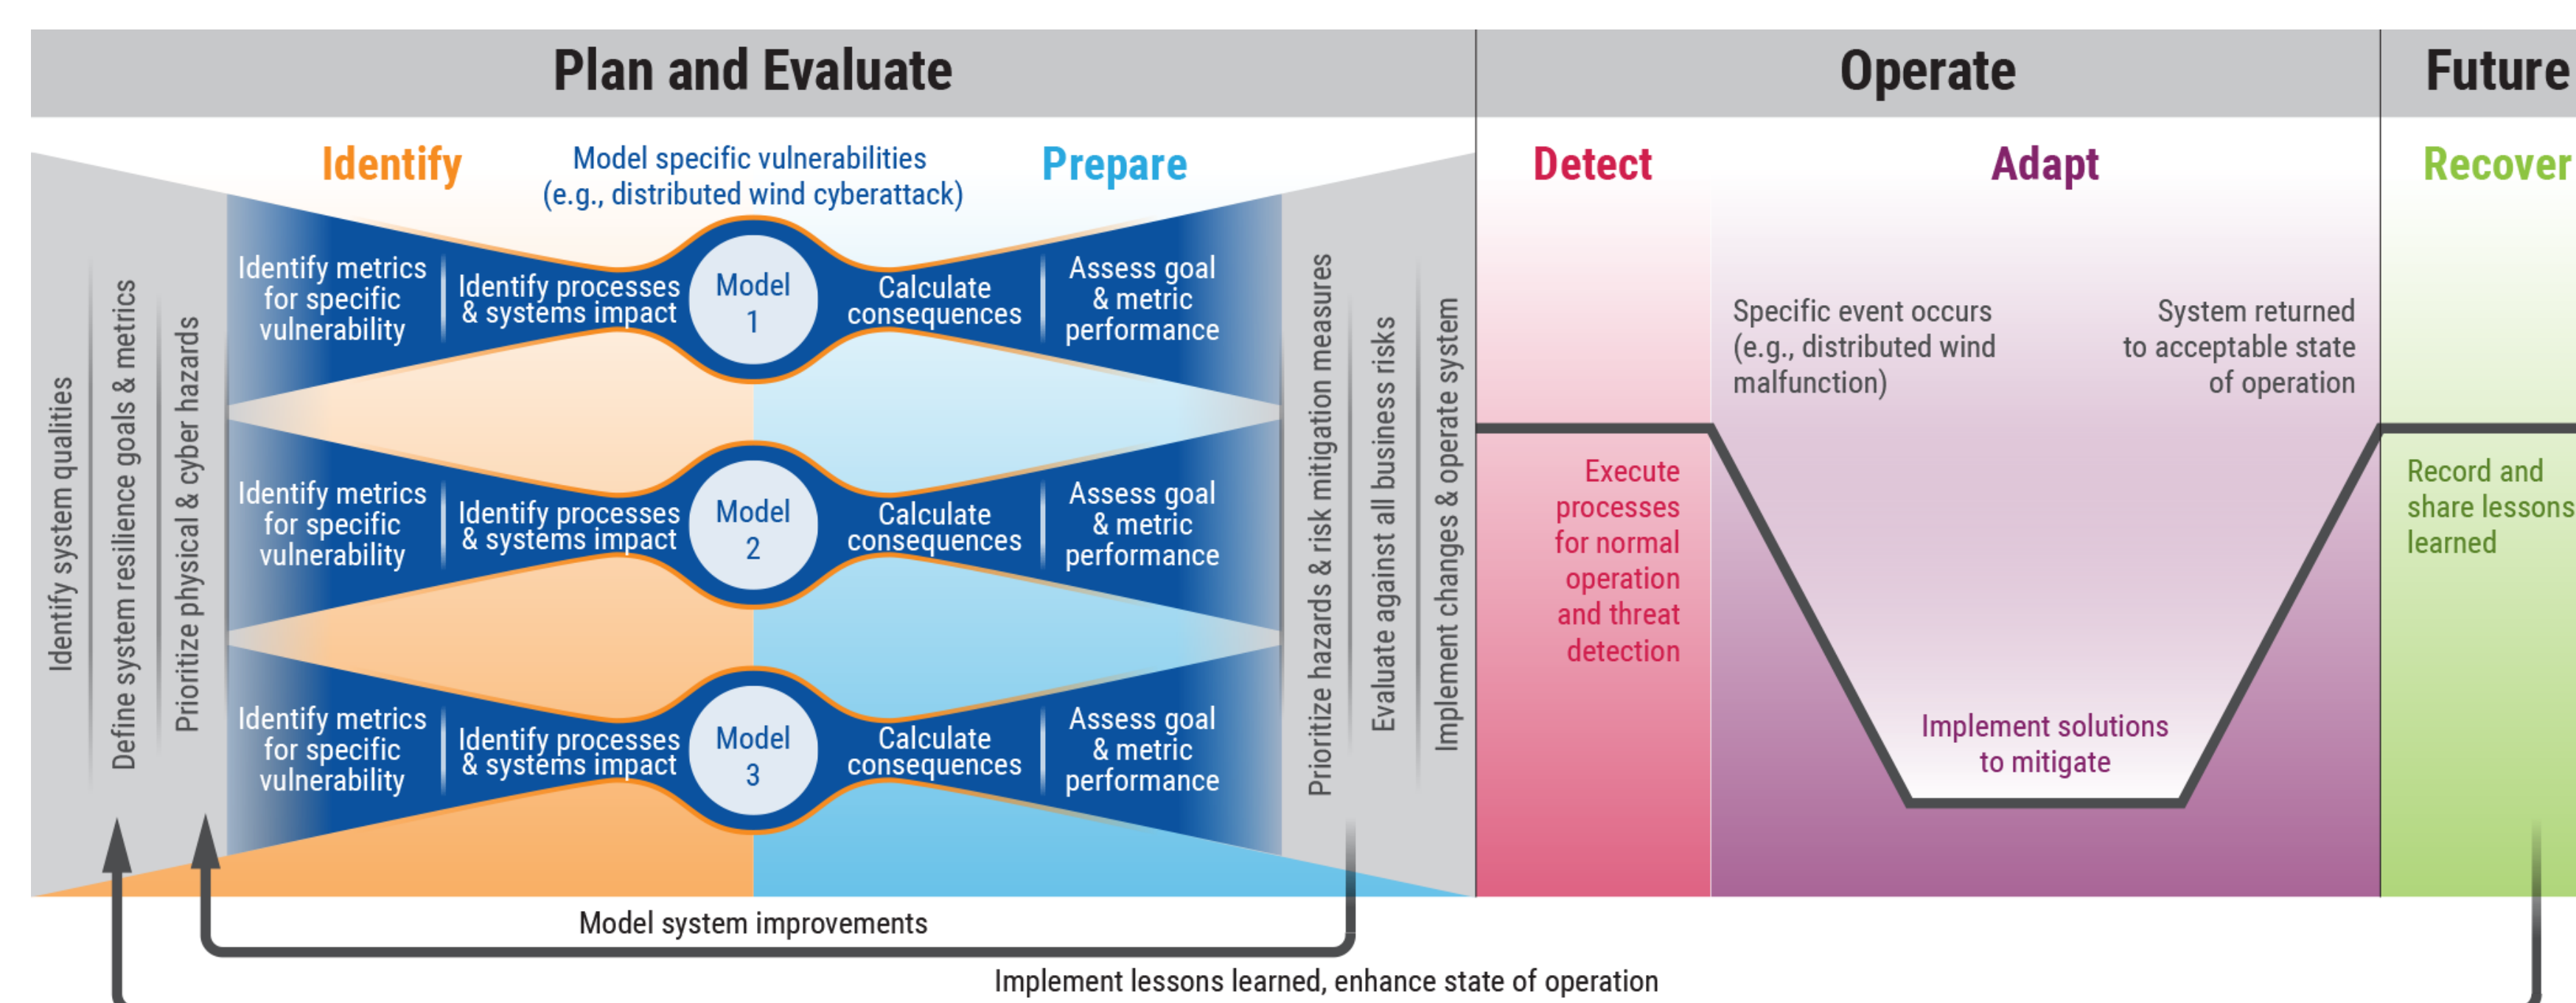 Plan and Evaluate
Operate
Future
Identify
Model specific vulnerabilities
(e.g., distributed wind cyberattack)
Prepare
Detect
Adapt
Recover
Identify system qualities
Define system resilience goals & metrics
Prioritize physical & cyber hazards
Identify metrics
for specific
vulnerability
Identify processes
& systems impact
Model
1
Calculate
consequences
Assess goal
& metric
performance
Identify metrics
for specific
vulnerability
Identify processes
& systems impact
Model
2
Calculate
consequences
Assess goal
& metric
performance
Identify metrics
for specific
vulnerability
Identify processes
& systems impact
Model
3
Calculate
consequences
Assess goal
& metric
performance
Prioritize hazards & risk mitigation measures
Evaluate against all business risks
Implement changes & operate system
Execute
processes
for normal
operation
and threat
detection
Specific event occurs
(e.g., distributed wind
malfunction)
System returned
to acceptable state
of operation
Implement solutions
to mitigate
Record and
share lessons
learned
Model system improvements
Implement lessons learned, enhance state of operation